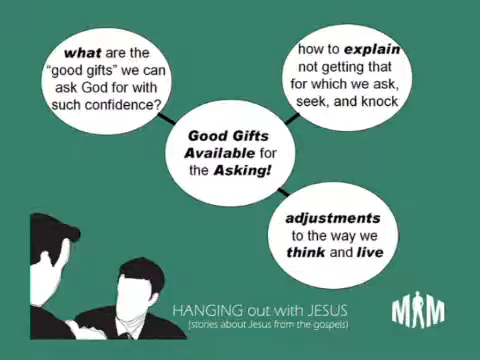 what are the
“good gifts” we can
ask God for with
such confidence?
how to explain
not getting that
for which we ask,
seek, and knock
Good Gifts
Available for
the Asking!
adjustments
to the way we
think and live
HANGING out with JESUS
(stories about Jesus from the gospels)
MIM